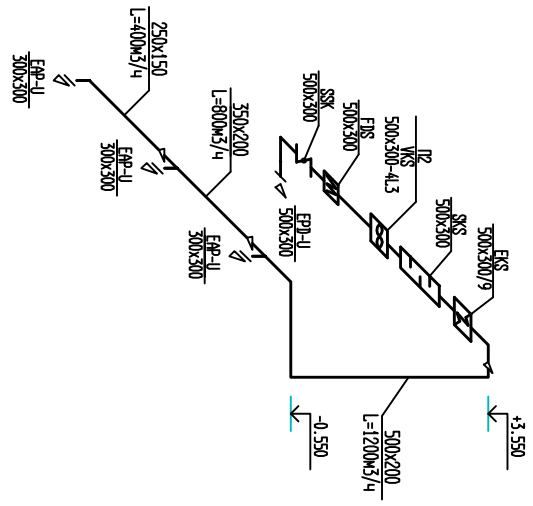 +3.550
-0.550
EKS
500x300/9
SKS
500x300
П2
VKS
500x300-4L3
FJS
500x300
SSK
500x300
EPD-U
500x300
500x200
L=1200м3/ч
350x200
L=800м3/ч
250x150
L=400м3/ч
EAP-U
300x300
EAP-U
300x300
EAP-U
300x300